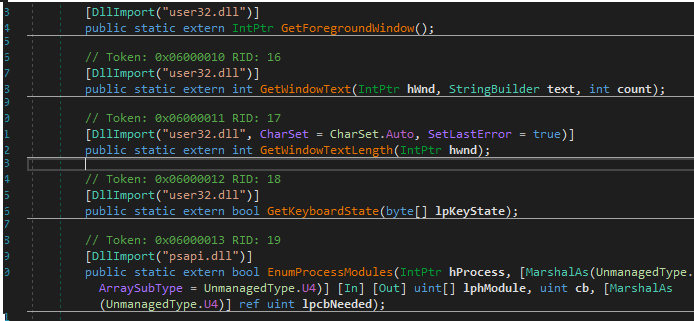 3 [DllImport("user32.dll")]
4 public static extern IntPtr GetForegroundWindow();
5
6 // Token: 0x06000010 RID: 16
7 [DllImport("user32.dll")]
8 public static extern int GetWindowText(IntPtr hWnd, StringBuilder text, int count);
9
0 // Token: 0x06000011 RID: 17
1 [DllImport("user32.dll", CharSet = CharSet.Auto, SetLastError = true)]
2 public static extern int GetWindowTextLength(IntPtr hwnd);
3
4 // Token: 0x06000012 RID: 18
5 [DllImport("user32.dll")]
6 public static extern bool GetKeyboardState(byte[] lpKeyState);
7
8 // Token: 0x06000013 RID: 19
9 [DllImport("psapi.dll")]
0 public static extern bool EnumProcessModules(IntPtr hProcess, [MarshalAs(UnmanagedType.
ArraySubType = UnmanagedType.U4)] [In] [Out] uint[] lphModule, uint cb, [MarshalAs
(UnmanagedType.U4)] ref uint lpcbNeeded);